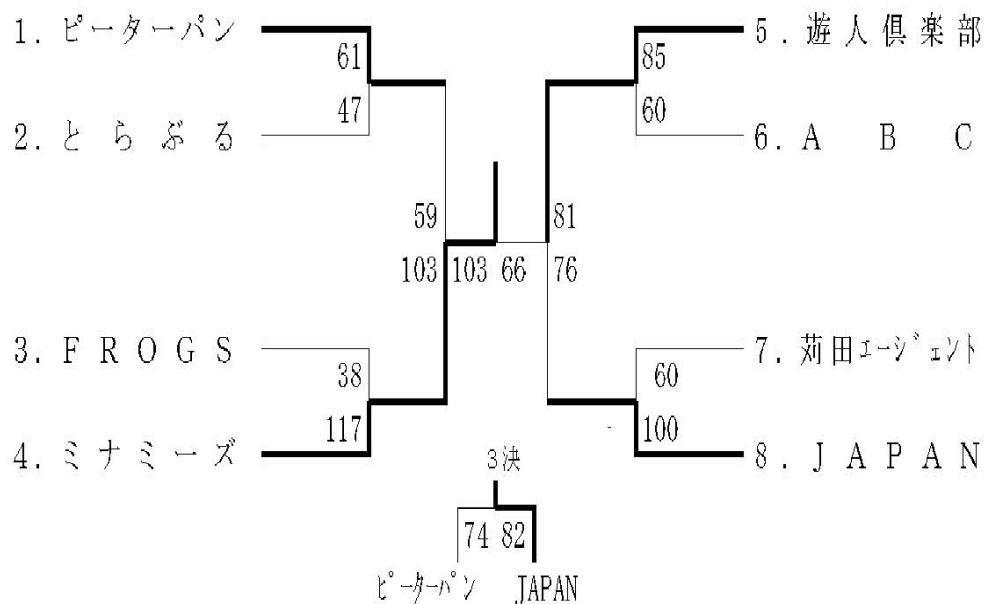 1. ピーターパン
5. 遊人倶楽部
61
85
47
60
2. とらぶる
6. ABC
59
81
103
103
66
76
3. FROGS
7. 苅田エージェント
38
60
117
100
4. ミナミーズ
8. JAPAN
3決
74
82
ピーターパン
JAPAN